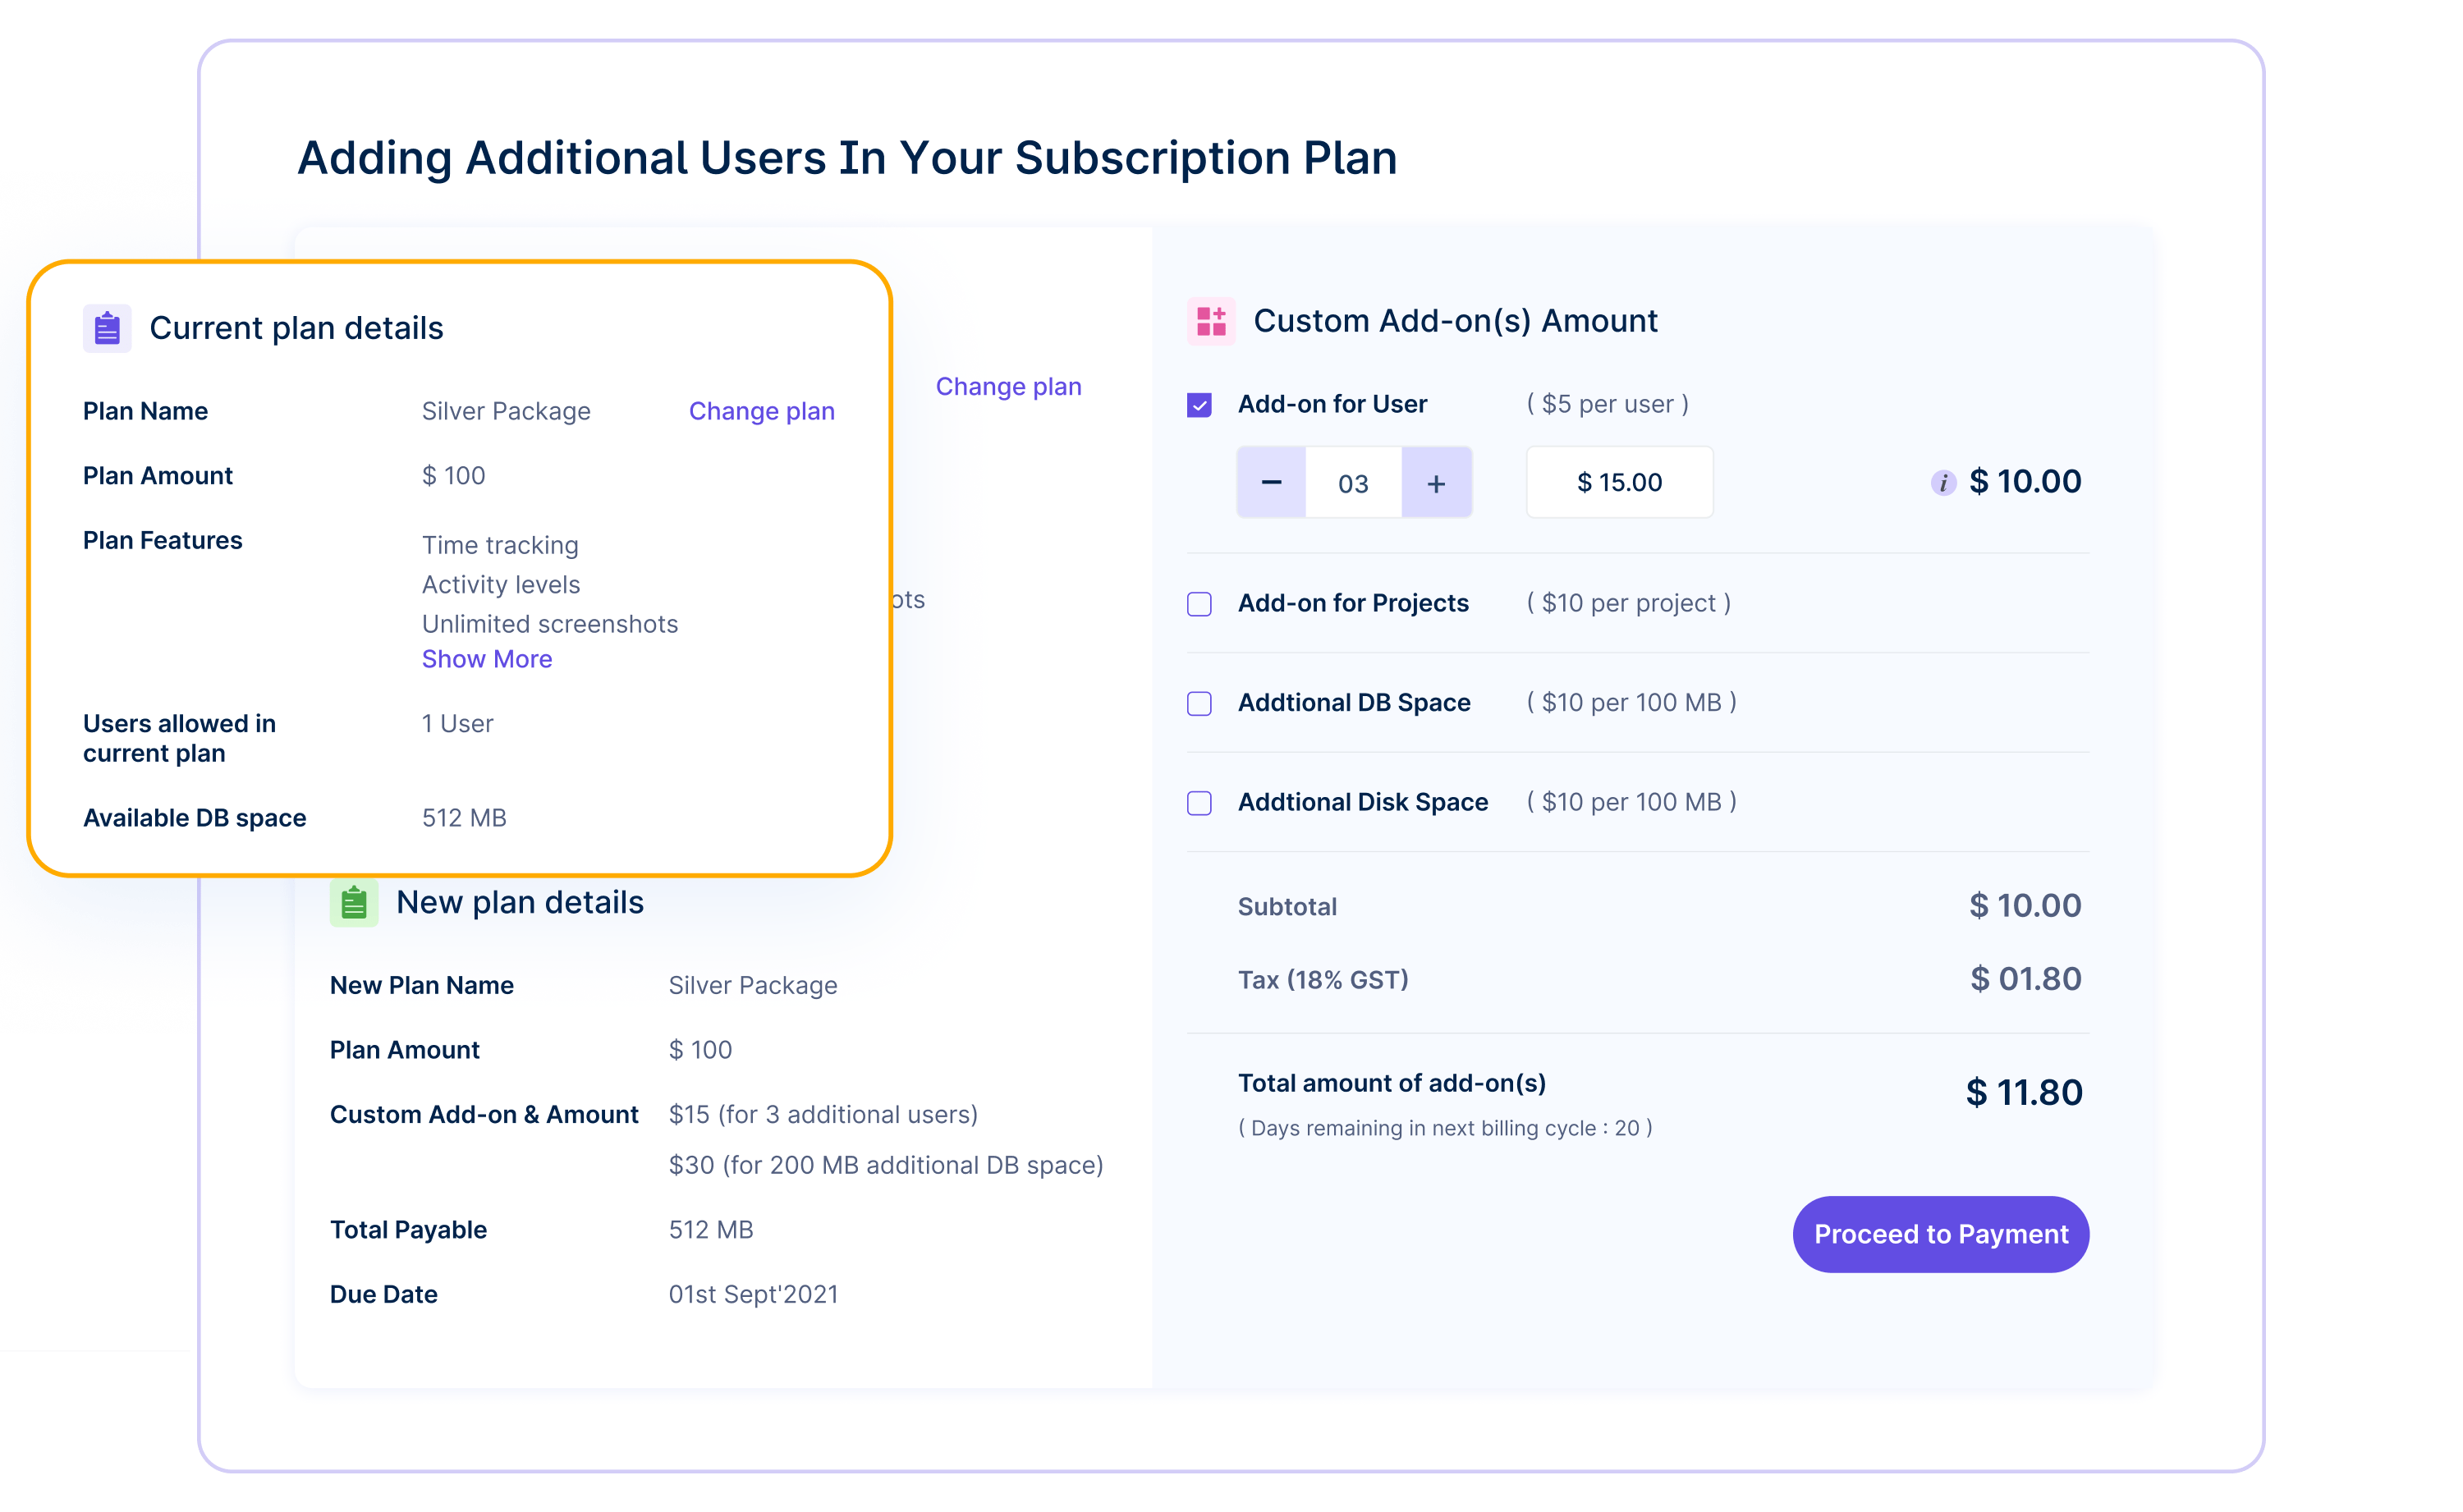 Adding Additional Users In Your Subscription Plan
Current plan details
Plan Name Silver Package Change plan
Plan Amount $ 100
Plan Features Time tracking
Activity levels
Unlimited screenshots
Show More
Users allowed in 1 User
current plan
Available DB space 512 MB
Change plan
ots
New plan details
New Plan Name Silver Package
Plan Amount $ 100
Custom Add-on & Amount $15 (for 3 additional users)
$30 (for 200 MB additional DB space)
Total Payable 512 MB
Due Date 01st Sept'2021
Custom Add-on(s) Amount
Add-on for User ( $5 per user )
− 03 + $ 15.00 i $ 10.00
Add-on for Projects ( $10 per project )
Addtional DB Space ( $10 per 100 MB )
Addtional Disk Space ( $10 per 100 MB )
Subtotal $ 10.00
Tax (18% GST) $ 01.80
Total amount of add-on(s) $ 11.80
( Days remaining in next billing cycle : 20 )
Proceed to Payment